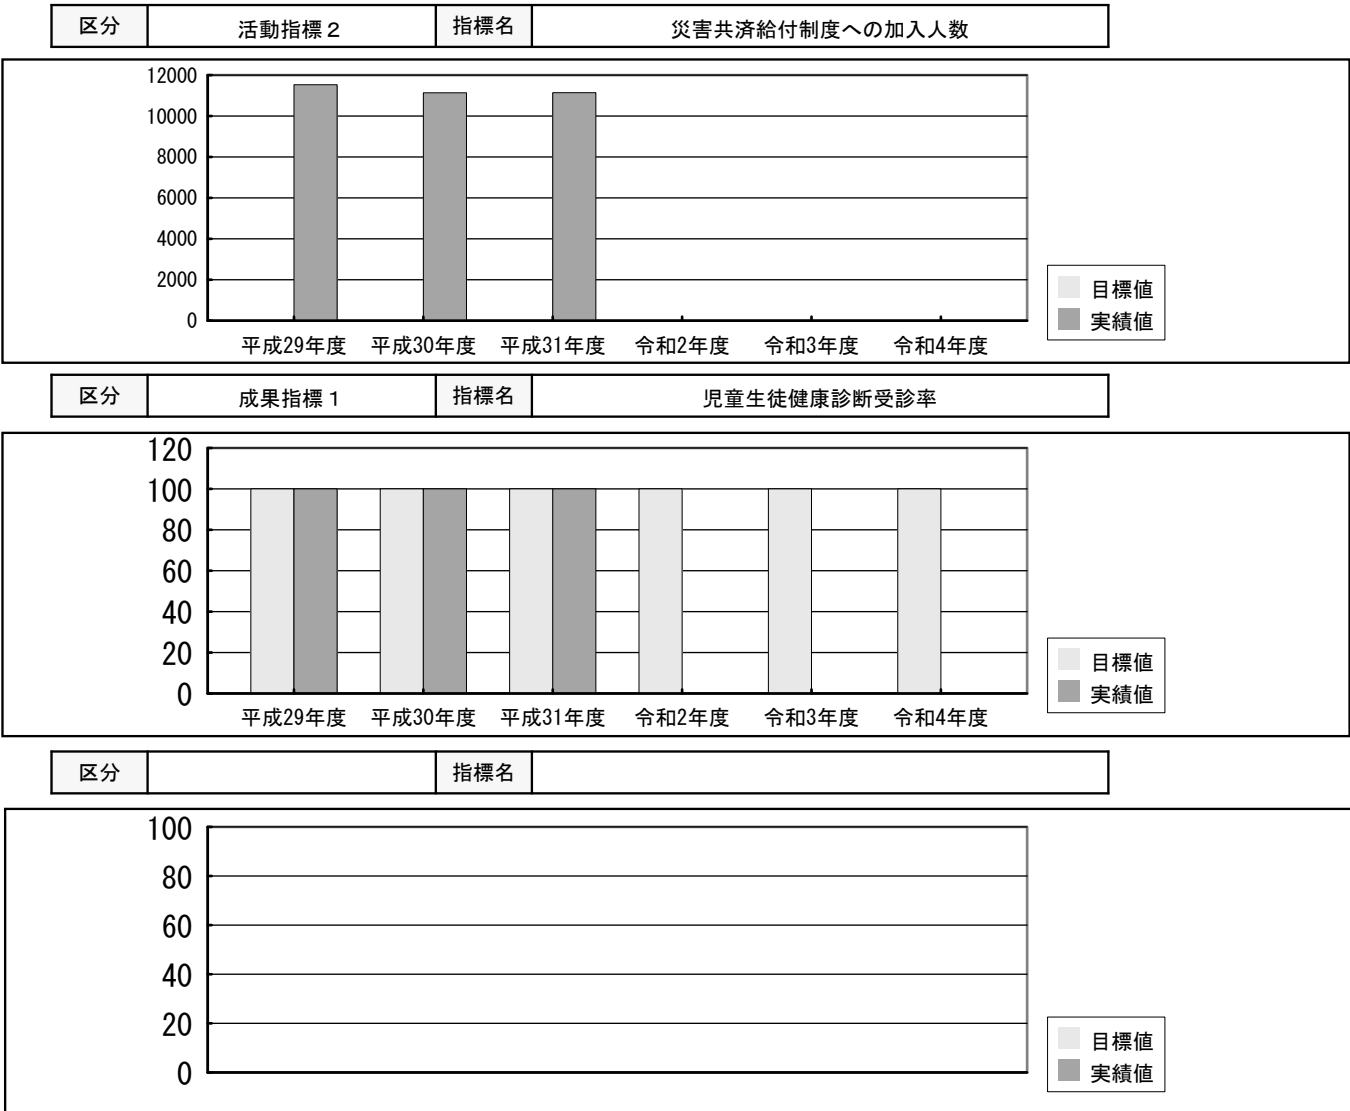 区分 活動指標２ 指標名 災害共済給付制度への加入人数
12000
10000
8000
6000
4000
2000
0
平成29年度 平成30年度 平成31年度 令和2年度 令和3年度 令和4年度
目標値
実績値
区分 成果指標１ 指標名 児童生徒健康診断受診率
120
100
80
60
40
20
0
平成29年度 平成30年度 平成31年度 令和2年度 令和3年度 令和4年度
目標値
実績値
区分 指標名
100
80
60
40
20
0
目標値
実績値